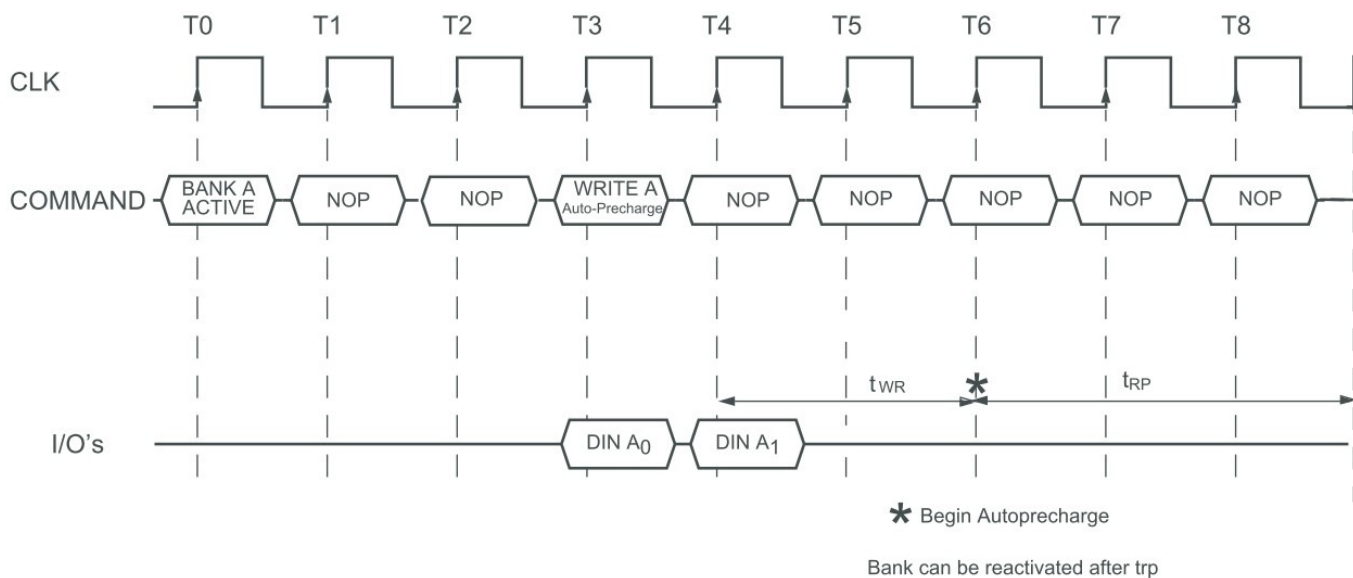 T0 T1 T2 T3 T4 T5 T6 T7 T8
CLK
COMMAND
BANK A
ACTIVE
NOP
NOP
WRITE A
Auto-Precharge
NOP
NOP
NOP
NOP
NOP
tWR
*
tRP
I/O's
DIN A0
DIN A1
* Begin Autoprecharge
Bank can be reactivated after trp